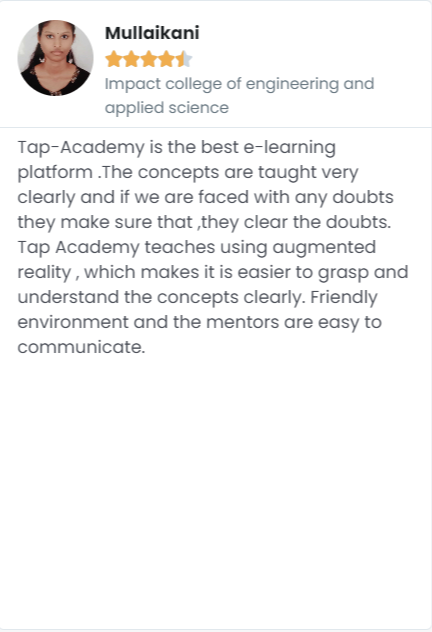 Mullaikani
Impact college of engineering and
applied science
Tap-Academy is the best e-learning
platform .The concepts are taught very
clearly and if we are faced with any doubts
they make sure that ,they clear the doubts.
Tap Academy teaches using augmented
reality , which makes it is easier to grasp and
understand the concepts clearly. Friendly
environment and the mentors are easy to
communicate.